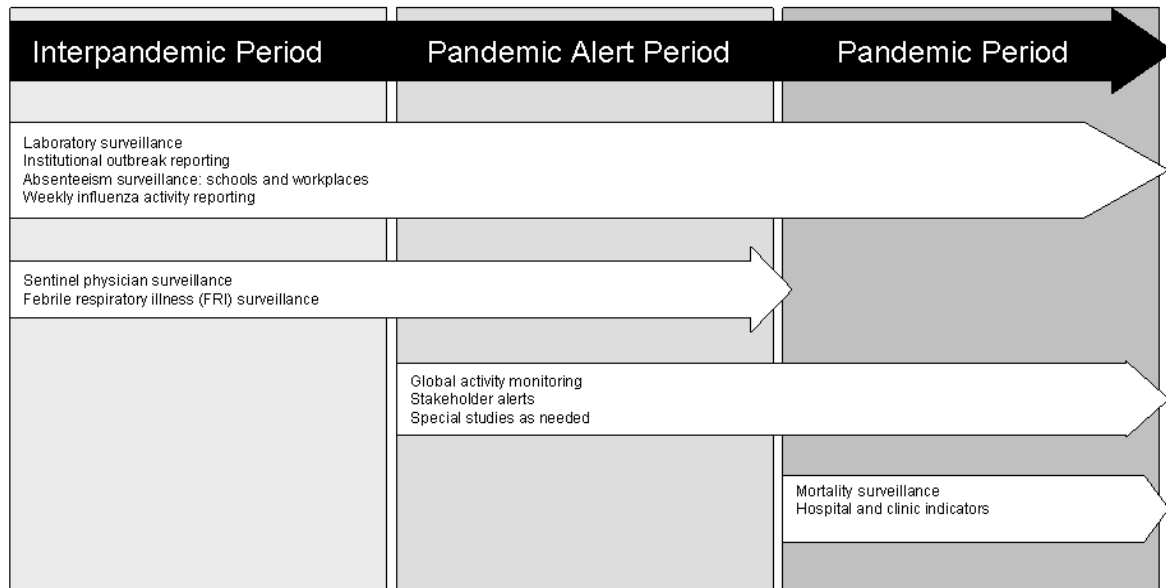 Interpandemic Period
Pandemic Alert Period
Pandemic Period
Laboratory surveillance
Institutional outbreak reporting
Absenteeism surveillance: schools and workplaces
Weekly influenza activity reporting
Sentinel physician surveillance
Febrile respiratory illness (FRI) surveillance
Global activity monitoring
Stakeholder alerts
Special studies as needed
Mortality surveillance
Hospital and clinic indicators